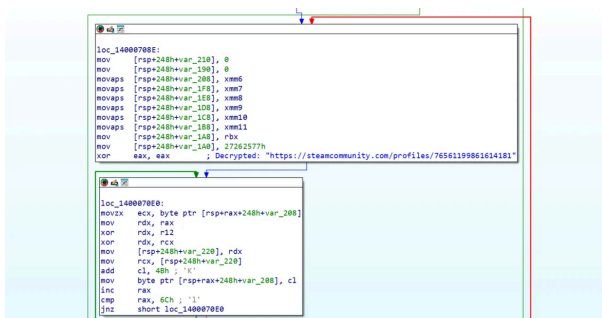 loc_14000708E:
mov [rsp+248h+var_210], 0
mov [rsp+248h+var_190], 0
movaps [rsp+248h+var_208], xmm6
movaps [rsp+248h+var_1F8], xmm7
movaps [rsp+248h+var_1E8], xmm8
movaps [rsp+248h+var_1D8], xmm9
movaps [rsp+248h+var_1C8], xmm10
movaps [rsp+248h+var_1B8], xmm11
mov [rsp+248h+var_1A8], rbx
mov [rsp+248h+var_1A0], 27262577h
xor eax, eax ; Decrypted: "https://steamcommunity.com/profiles/76561199861614181"
loc_1400070E0:
movzx ecx, byte ptr [rsp+rax+248h+var_208]
mov rdx, rax
xor rdx, r12
xor rdx, rcx
mov [rsp+248h+var_220], rdx
mov rcx, [rsp+248h+var_220]
add cl, 4Bh ; 'K'
mov byte ptr [rsp+rax+248h+var_208], cl
inc rax
cmp rax, 6Ch ; 'l'
jnz short loc_1400070E0